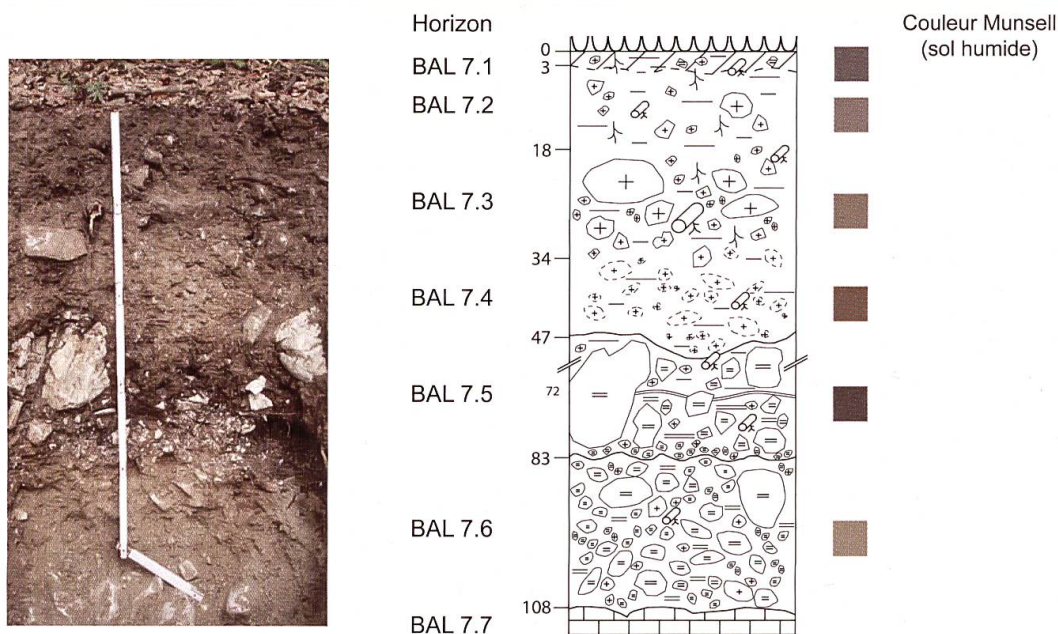 Horizon
Couleur Munsell
(sol humide)
0
BAL 7.1
3
BAL 7.2
18
BAL 7.3
34
BAL 7.4
47
BAL 7.5
72
83
BAL 7.6
108
BAL 7.7